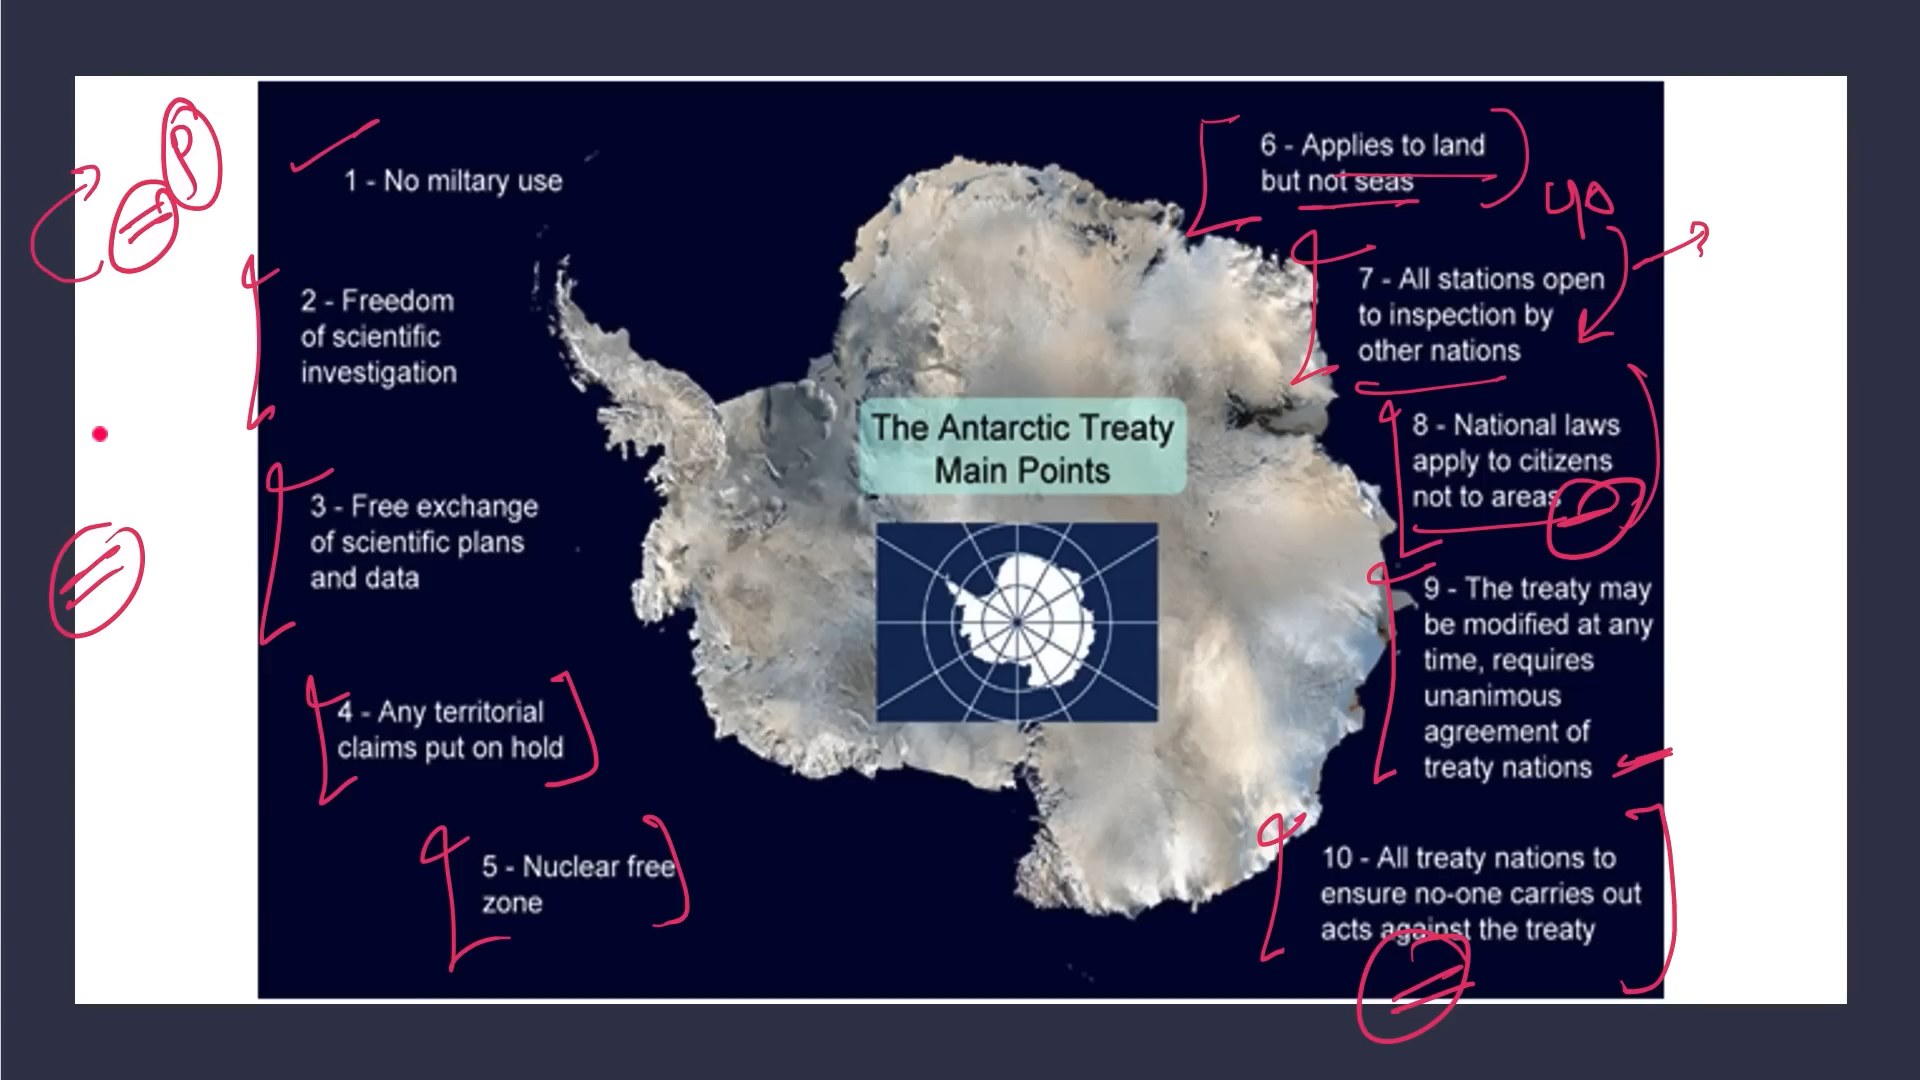 1 - No miltary use
2 - Freedom
of scientific
investigation
3 - Free exchange
of scientific plans
and data
4 - Any territorial
claims put on hold
5 - Nuclear free
zone
The Antarctic Treaty
Main Points
6 - Applies to land
but not seas
7 - All stations open
to inspection by
other nations
8 - National laws
apply to citizens
not to areas
9 - The treaty may
be modified at any
time, requires
unanimous
agreement of
treaty nations
10 - All treaty nations to
ensure no-one carries out
acts against the treaty